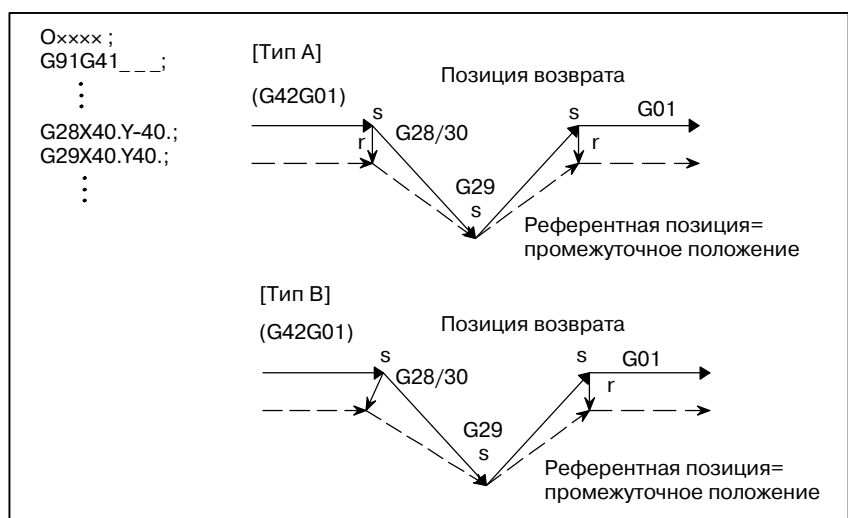 O×××× ;
G91G41_ _ _;
G28X40.Y-40.;
G29X40.Y40.;
[Тип A]
Позиция возврата
(G42G01)
s
s
G01
G28/30
r
r
G29
s
Референтная позиция=
промежуточное положение
[Тип B]
(G42G01)
Позиция возврата
s
s
G01
G28/30
r
G29
s
Референтная позиция=
промежуточное положение